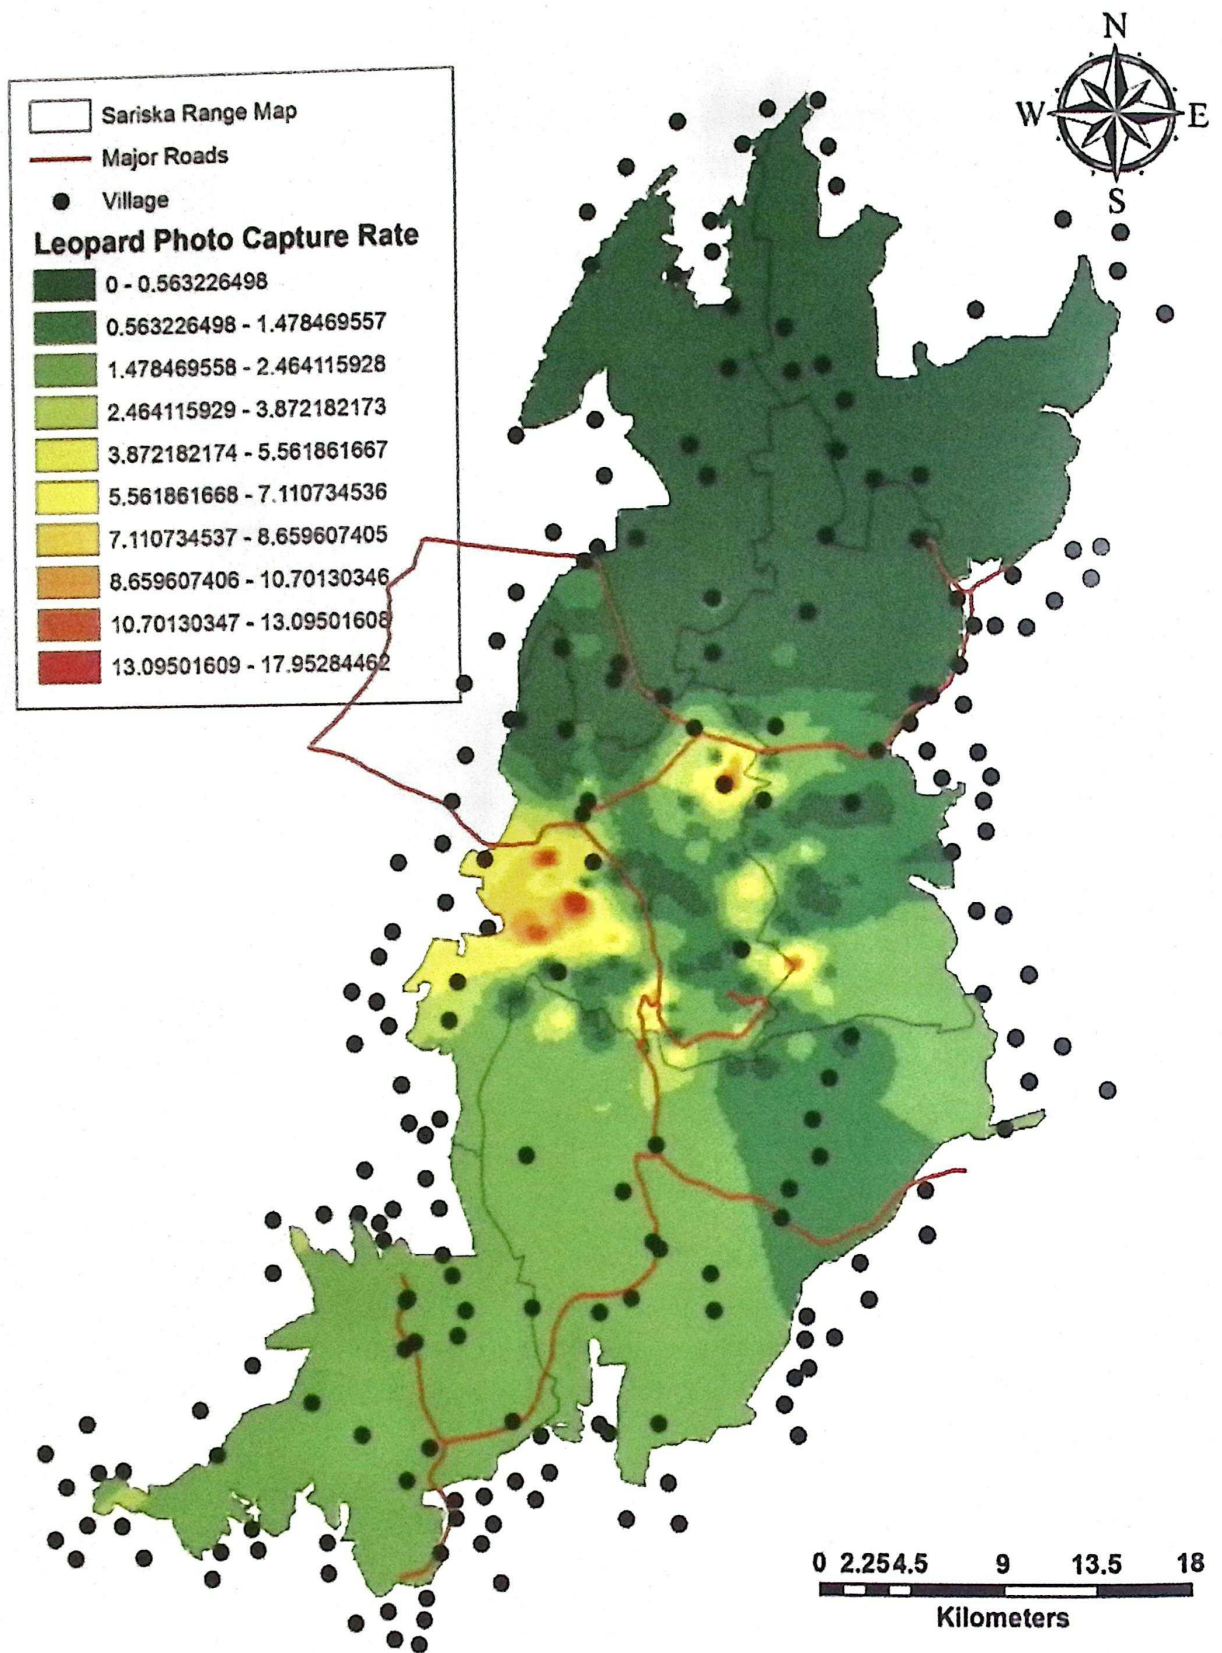 N
W E
S
Sariska Range Map
Major Roads
Village
Leopard Photo Capture Rate
0 - 0.563226498
0.563226498 - 1.478469557
1.478469558 - 2.464115928
2.464115929 - 3.872182173
3.872182174 - 5.561861667
5.561861668 - 7.110734536
7.110734537 - 8.659607405
8.659607406 - 10.70130346
10.70130347 - 13.09501608
13.09501609 - 17.95284462
0 2.25 4.5 9 13.5 18
Kilometers